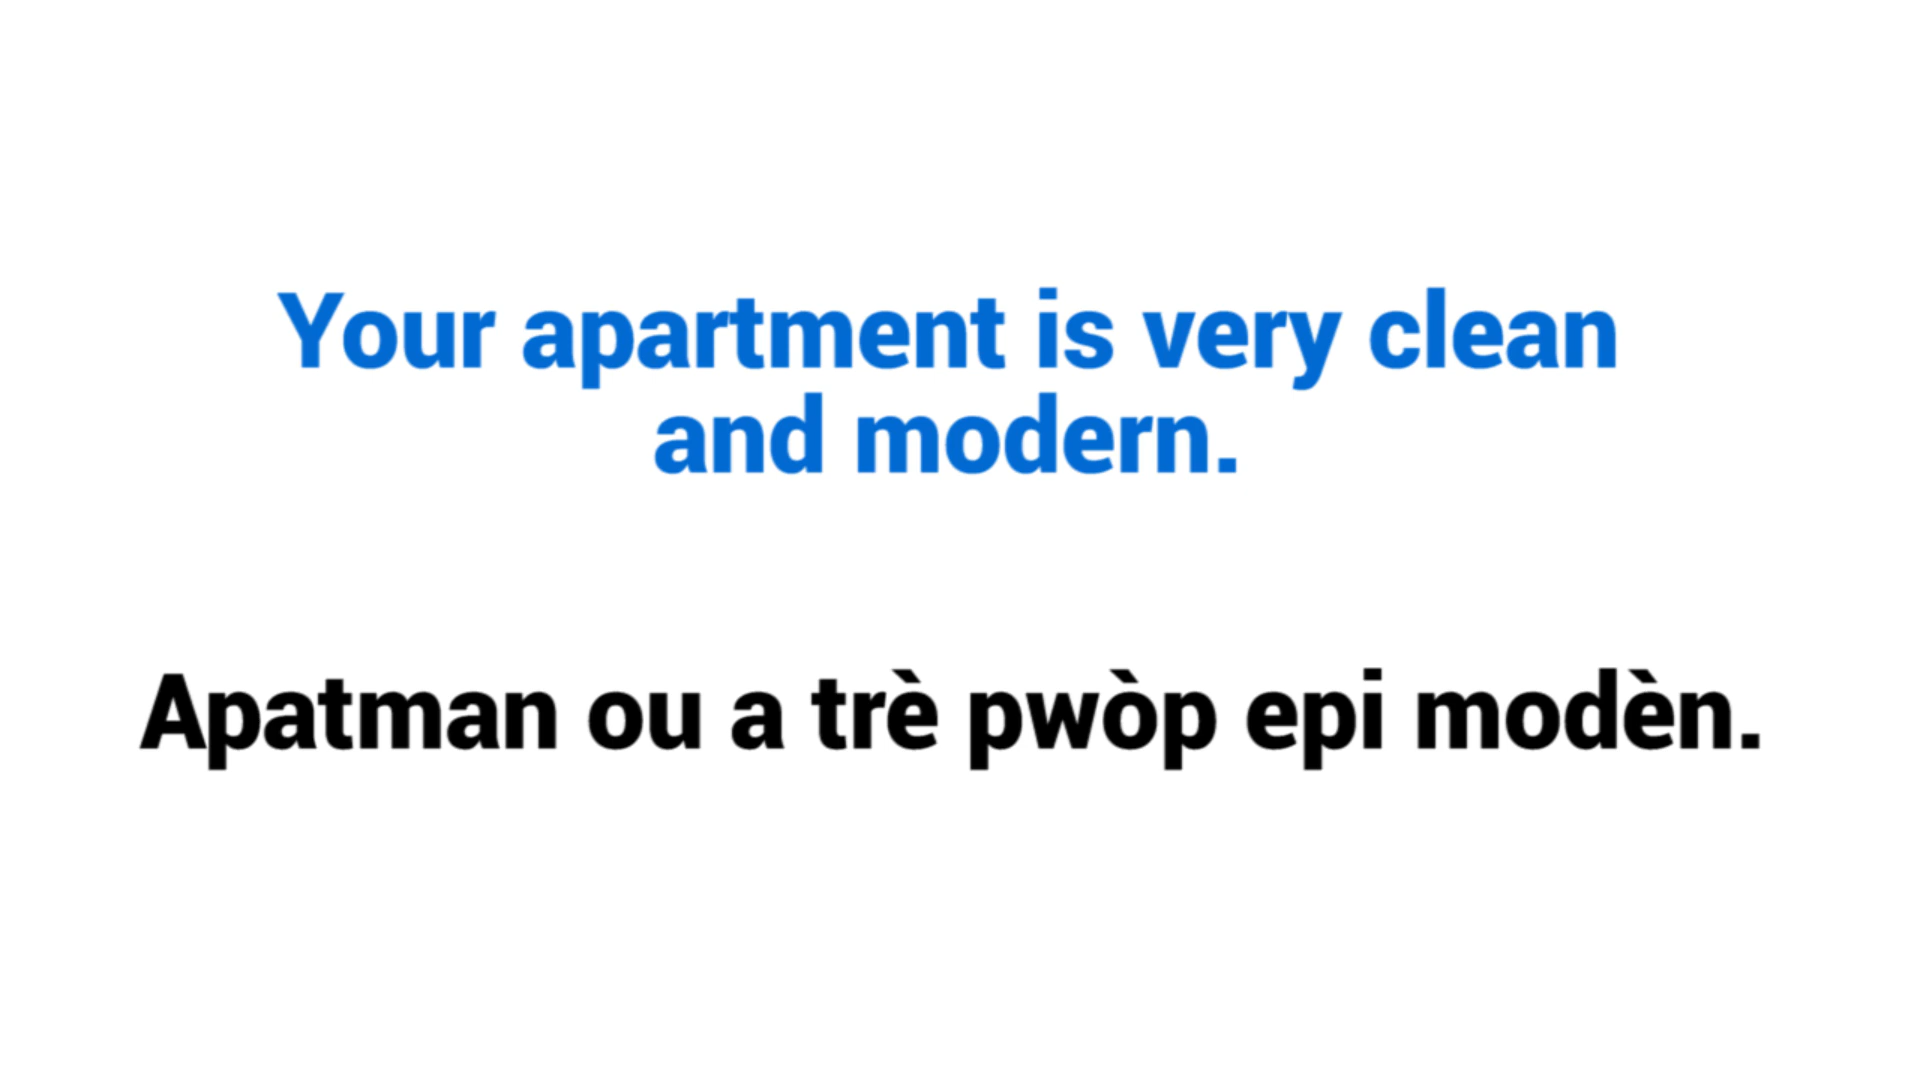 Your apartment is very clean
and modern.
Apatman ou a trè pwòp epi modèn.